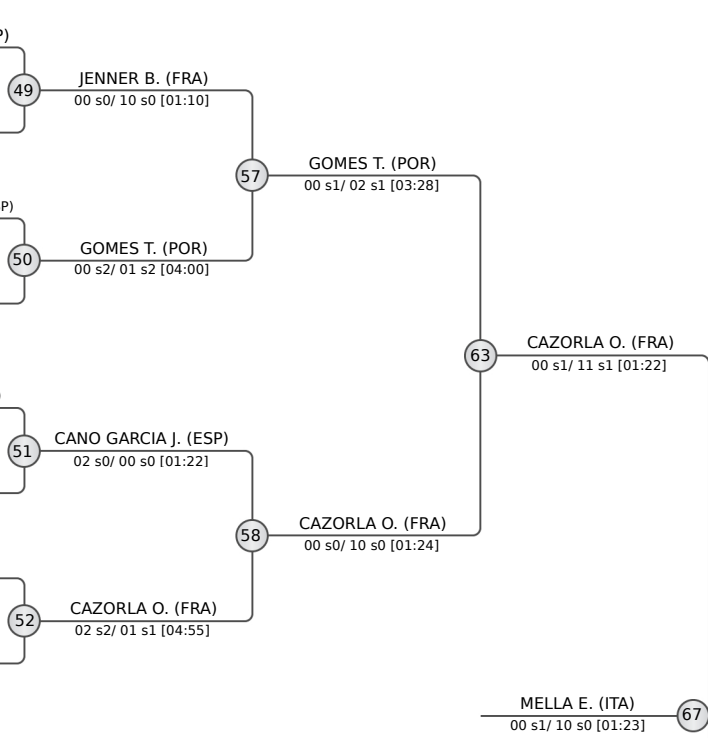 P)
49
JENNER B. (FRA)
00 s0/ 10 s0 [01:10]
57
GOMES T. (POR)
00 s1/ 02 s1 [03:28]
P)
50
GOMES T. (POR)
00 s2/ 01 s2 [04:00]
63
CAZORLA O. (FRA)
00 s1/ 11 s1 [01:22]
)
51
CANO GARCIA J. (ESP)
02 s0/ 00 s0 [01:22]
58
CAZORLA O. (FRA)
00 s0/ 10 s0 [01:24]
52
CAZORLA O. (FRA)
02 s2/ 01 s1 [04:55]
MELLA E. (ITA)
00 s1/ 10 s0 [01:23]
67